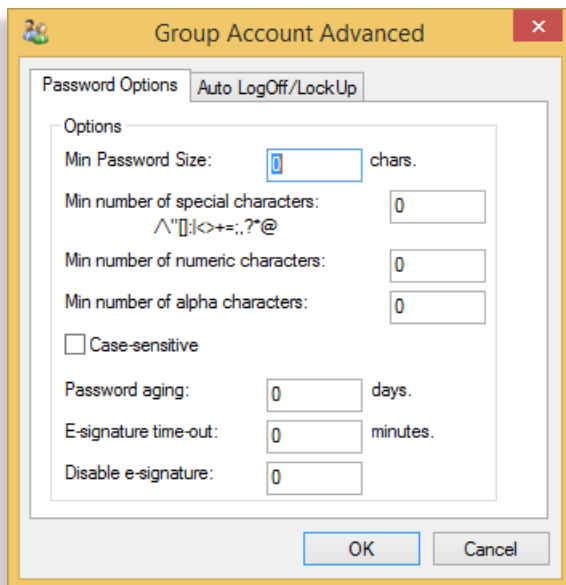 Group Account Advanced
Password Options Auto LogOff/LockUp
Options
Min Password Size: 0 chars.
Min number of special characters: 0
/\"[]:|<>+=;,?*@
Min number of numeric characters: 0
Min number of alpha characters: 0
Case-sensitive
Password aging: 0 days.
E-signature time-out: 0 minutes.
Disable e-signature: 0
OK Cancel